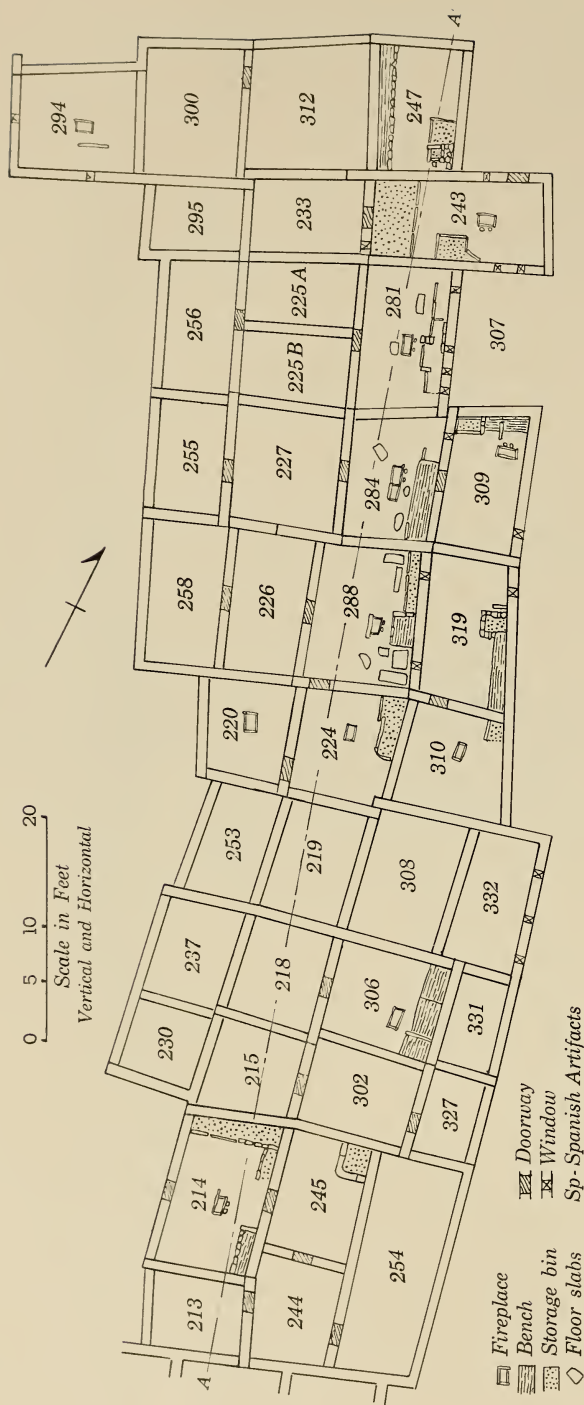 0 5 10 20
Scale in Feet
Vertical and Horizontal
294
230 237 253 220 258 255 256 295 300
213 214 215 218 219 226 227 225B 225A 233 312
A
A
244 245 302 306 308 224 288 284 281 243 247
254 327 331 332 310 319 309 307
Fireplace
Bench
Storage bin
Floor slabs
Doorway
Window
Sp - Spanish Artifacts